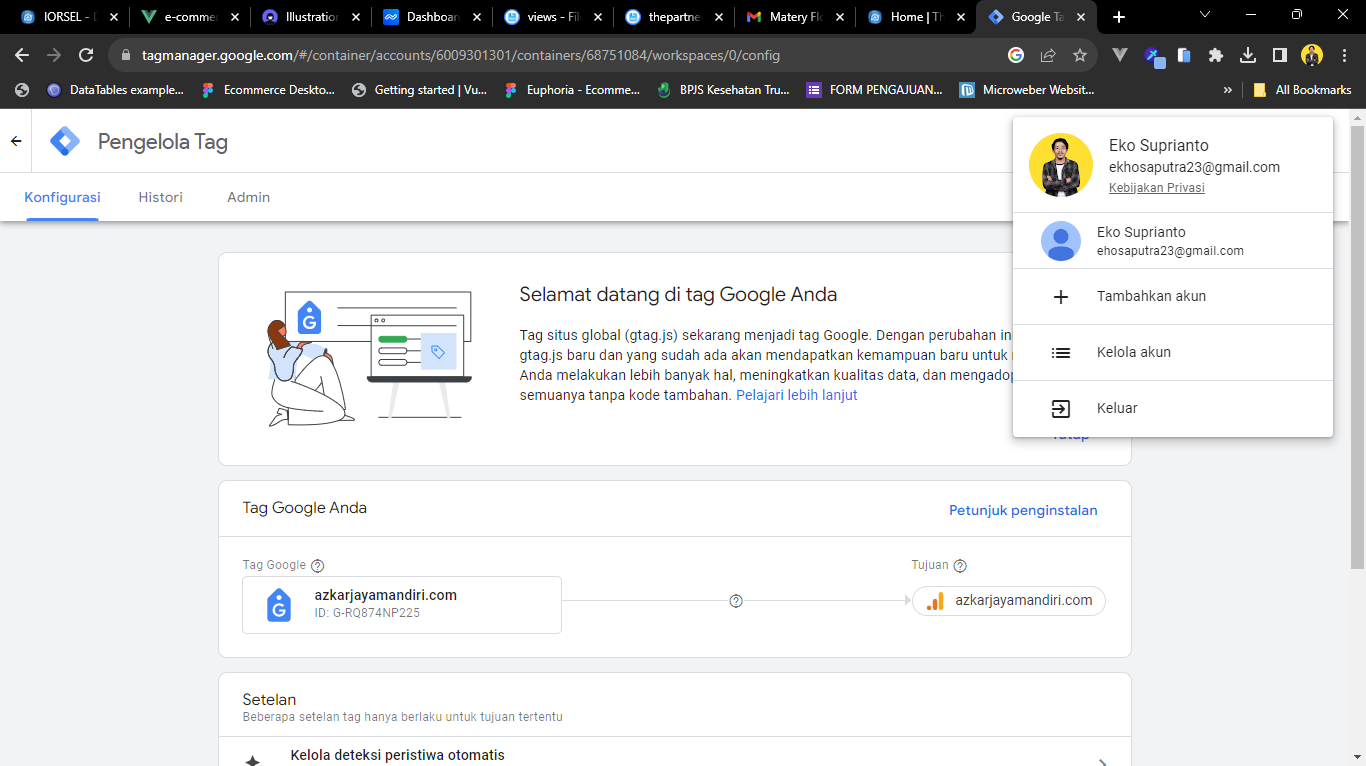 IORSEL - D
e-commer
Illustration
Dashboard
views - File
thepartne
Matery Flo
Home | Th
Google Ta
tagmanager.google.com/#/container/accounts/6009301301/containers/68751084/workspaces/0/config
DataTables example...
Ecommerce Deskto...
Getting started | Vu...
Euphoria - Ecomme...
BPJS Kesehatan Tru...
FORM PENGAJUAN...
Microweber Websit...
»
All Bookmarks
Pengelola Tag
Konfigurasi
Histori
Admin
Eko Suprianto
ekhosaputra23@gmail.com
Kebijakan Privasi
Eko Suprianto
ehosaputra23@gmail.com
Tambahkan akun
Kelola akun
Keluar
Selamat datang di tag Google Anda
Tag situs global (gtag.js) sekarang menjadi tag Google. Dengan perubahan in
gtag.js baru dan yang sudah ada akan mendapatkan kemampuan baru untuk
Anda melakukan lebih banyak hal, meningkatkan kualitas data, dan mengadop
semuanya tanpa kode tambahan. Pelajari lebih lanjut
Tutup
Tag Google Anda
Petunjuk penginstalan
Tag Google
Tujuan
azkarjayamandiri.com
ID: G-RQ874NP225
azkarjayamandiri.com
Setelan
Beberapa setelan tag hanya berlaku untuk tujuan tertentu
Kelola deteksi peristiwa otomatis